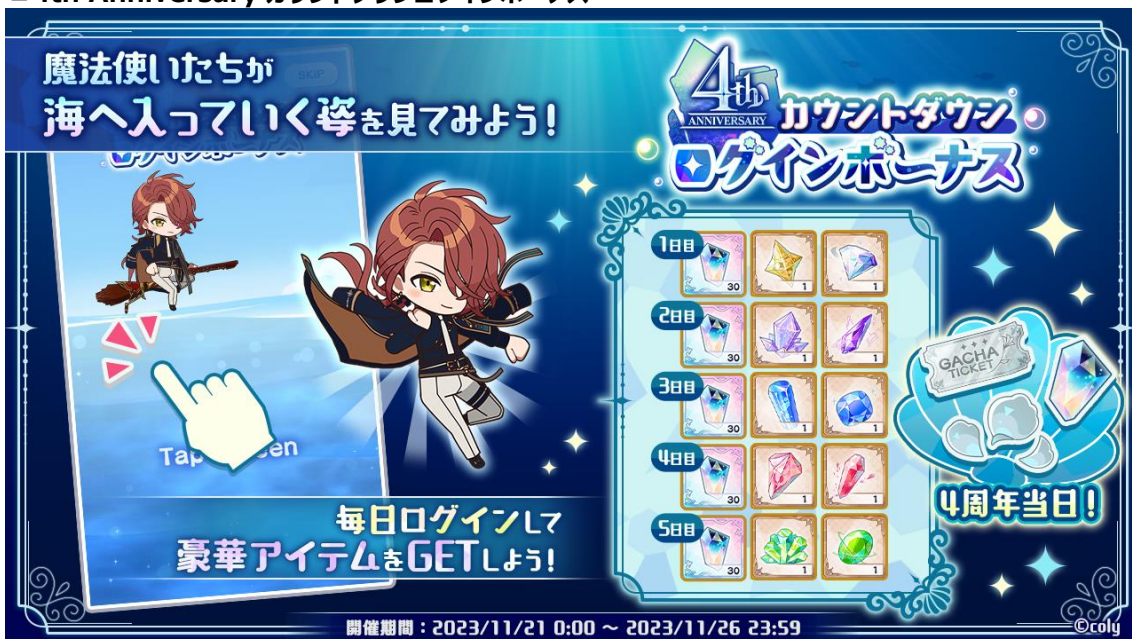 魔法使いたちが
海へ入っていく姿を見てみよう!
SKIP
4th
ANNIVERSARY
カウントダウン
ログインボーナス
1日目
30
1
1
2日目
30
1
1
3日目
30
1
1
4日目
30
1
1
5日目
30
1
1
GACHA
TICKET
4周年当日!
毎日ログインして
豪華アイテムをGETしよう!
開催期間:2023/11/21 0:00 ~ 2023/11/26 23:59
©coly